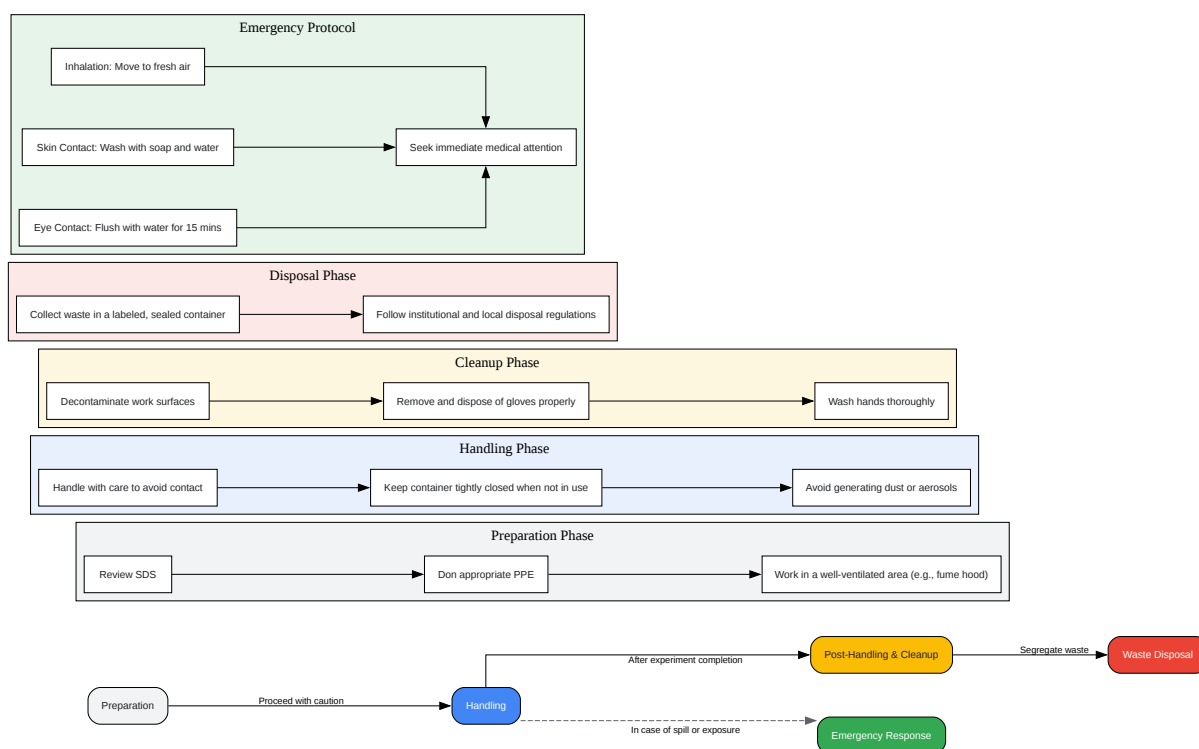 Emergency Protocol
Inhalation: Move to fresh air
Skin Contact: Wash with soap and water
Seek immediate medical attention
Eye Contact: Flush with water for 15 mins
Disposal Phase
Collect waste in a labeled, sealed container
Follow institutional and local disposal regulations
Cleanup Phase
Decontaminate work surfaces
Remove and dispose of gloves properly
Wash hands thoroughly
Handling Phase
Handle with care to avoid contact
Keep container tightly closed when not in use
Avoid generating dust or aerosols
Preparation Phase
Review SDS
Don appropriate PPE
Work in a well-ventilated area (e.g., fume hood)
Post-Handling & Cleanup
Segregate waste
Waste Disposal
After experiment completion
Preparation
Proceed with caution
Handling
In case of spill or exposure
Emergency Response